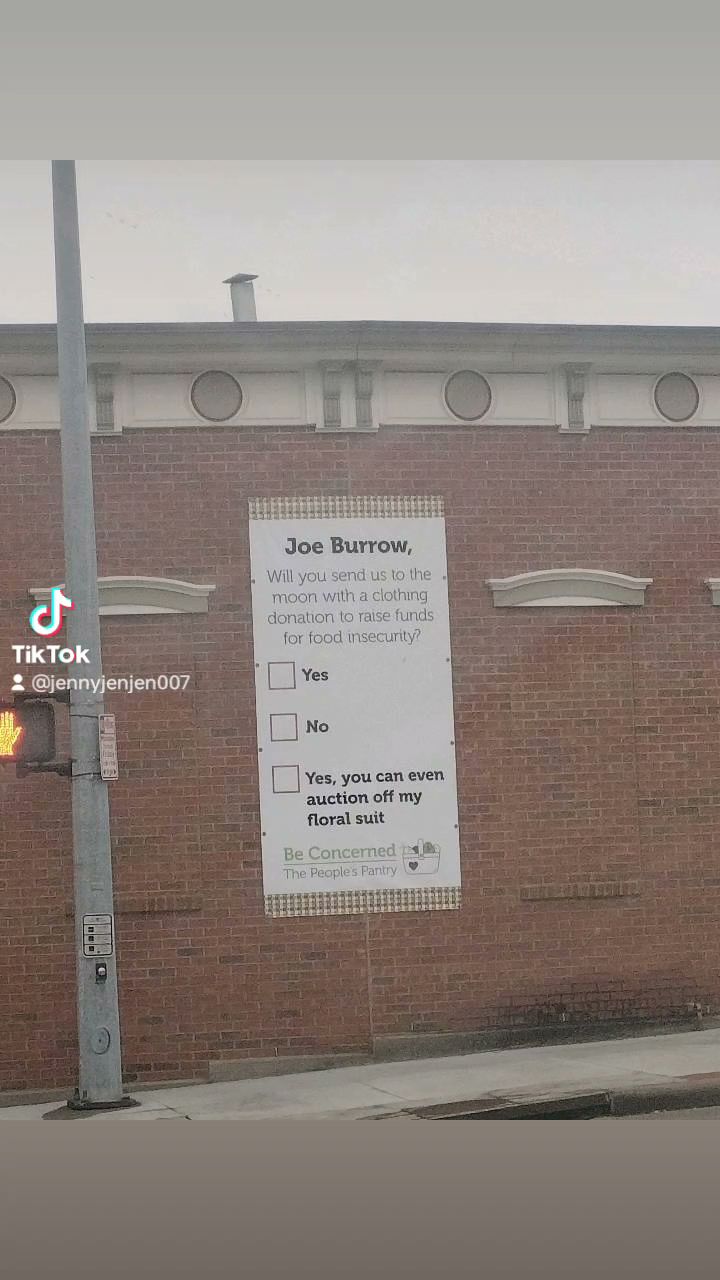 Joe Burrow,
Will you send us to the
moon with a clothing
donation to raise funds
for food insecurity?
Yes
No
Yes, you can even
auction off my
floral suit
Be Concerned
The People's Pantry
TikTok
@jennyjenjen007